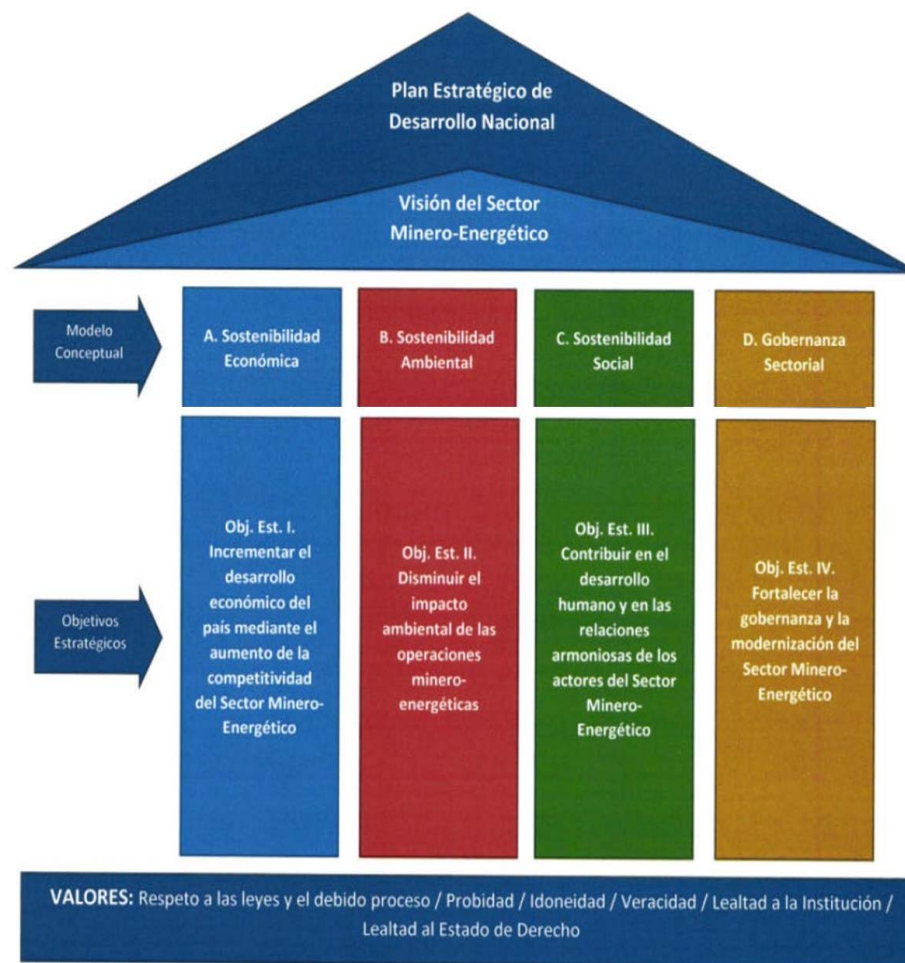 Plan Estratégico de
Desarrollo Nacional
Visión del Sector
Minero-Energético
Modelo
Conceptual
A. Sostenibilidad
Económica
B. Sostenibilidad
Ambiental
C. Sostenibilidad
Social
D. Gobernanza
Sectorial
Objetivos
Estratégicos
Obj. Est. I.
Incrementar el
desarrollo
económico del
país mediante el
aumento de la
competitividad
del Sector Minero-
Energético
Obj. Est. II.
Disminuir el
impacto
ambiental de las
operaciones
minero-
energéticas
Obj. Est. III.
Contribuir en el
desarrollo
humano y en las
relaciones
armoniosas de los
actores del Sector
Minero-
Energético
Obj. Est. IV.
Fortalecer la
gobernanza y la
modernización del
Sector Minero-
Energético
VALORES: Respeto a las leyes y el debido proceso / Probidad / Idoneidad / Veracidad / Lealtad a la Institución /
Lealtad al Estado de Derecho